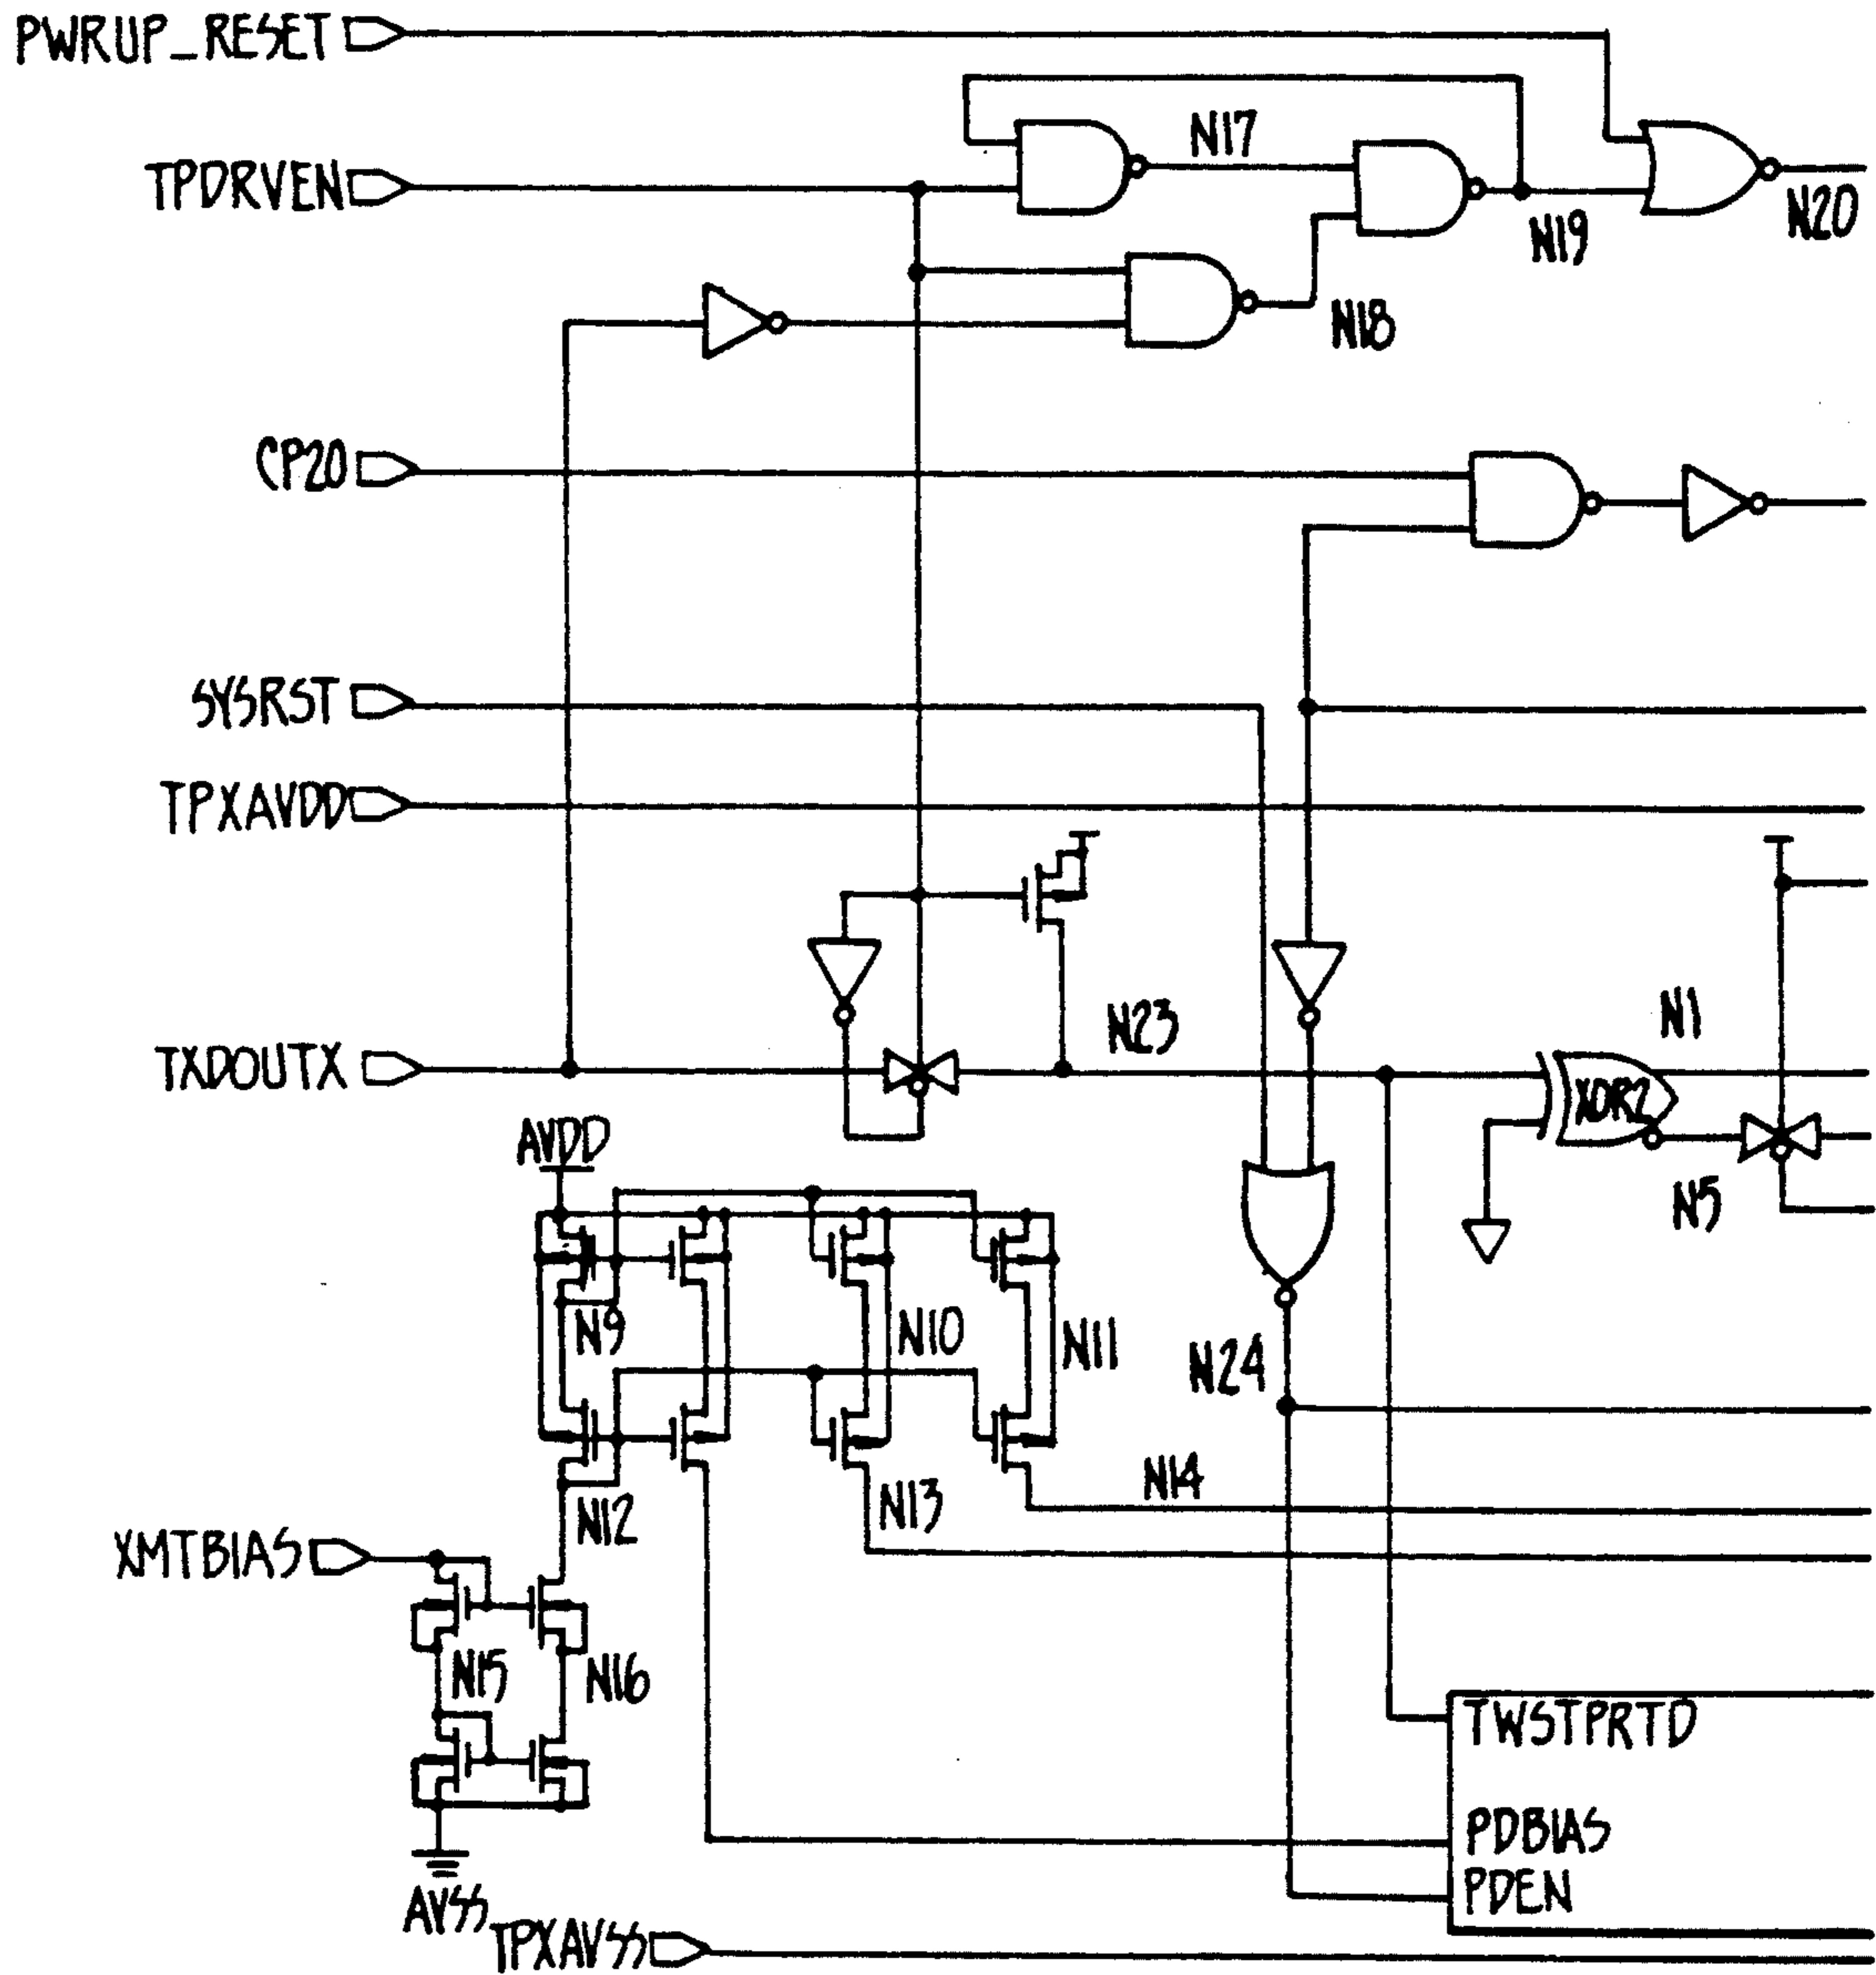 PWRUP_RESET
N17
TPDRVEN
N19
N20
N18
CP20
SYSRST
TPXAVDD
N1
N23
TXDOUTX
XOR2
AVDD
N5
N9
N10
N11
N24
N14
N13
N12
XMTBIAS
N15
N16
TWSTPRTD
PDBIAS
PDEN
AVSS
TPXAVSS